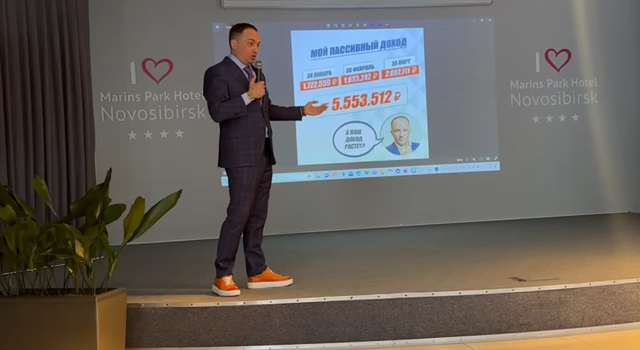 I
Marins Park Hotel
Novosibirsk
МОЙ ПАССИВНЫЙ ДОХОД
ЗА ЯНВАРЬ
ЗА ФЕВРАЛЬ
ЗА МАРТ
5.553.512 ₽
А ВАШ
ДОХОД
РАСТЕТ?
I
Marins Park Hotel
Novosibirsk